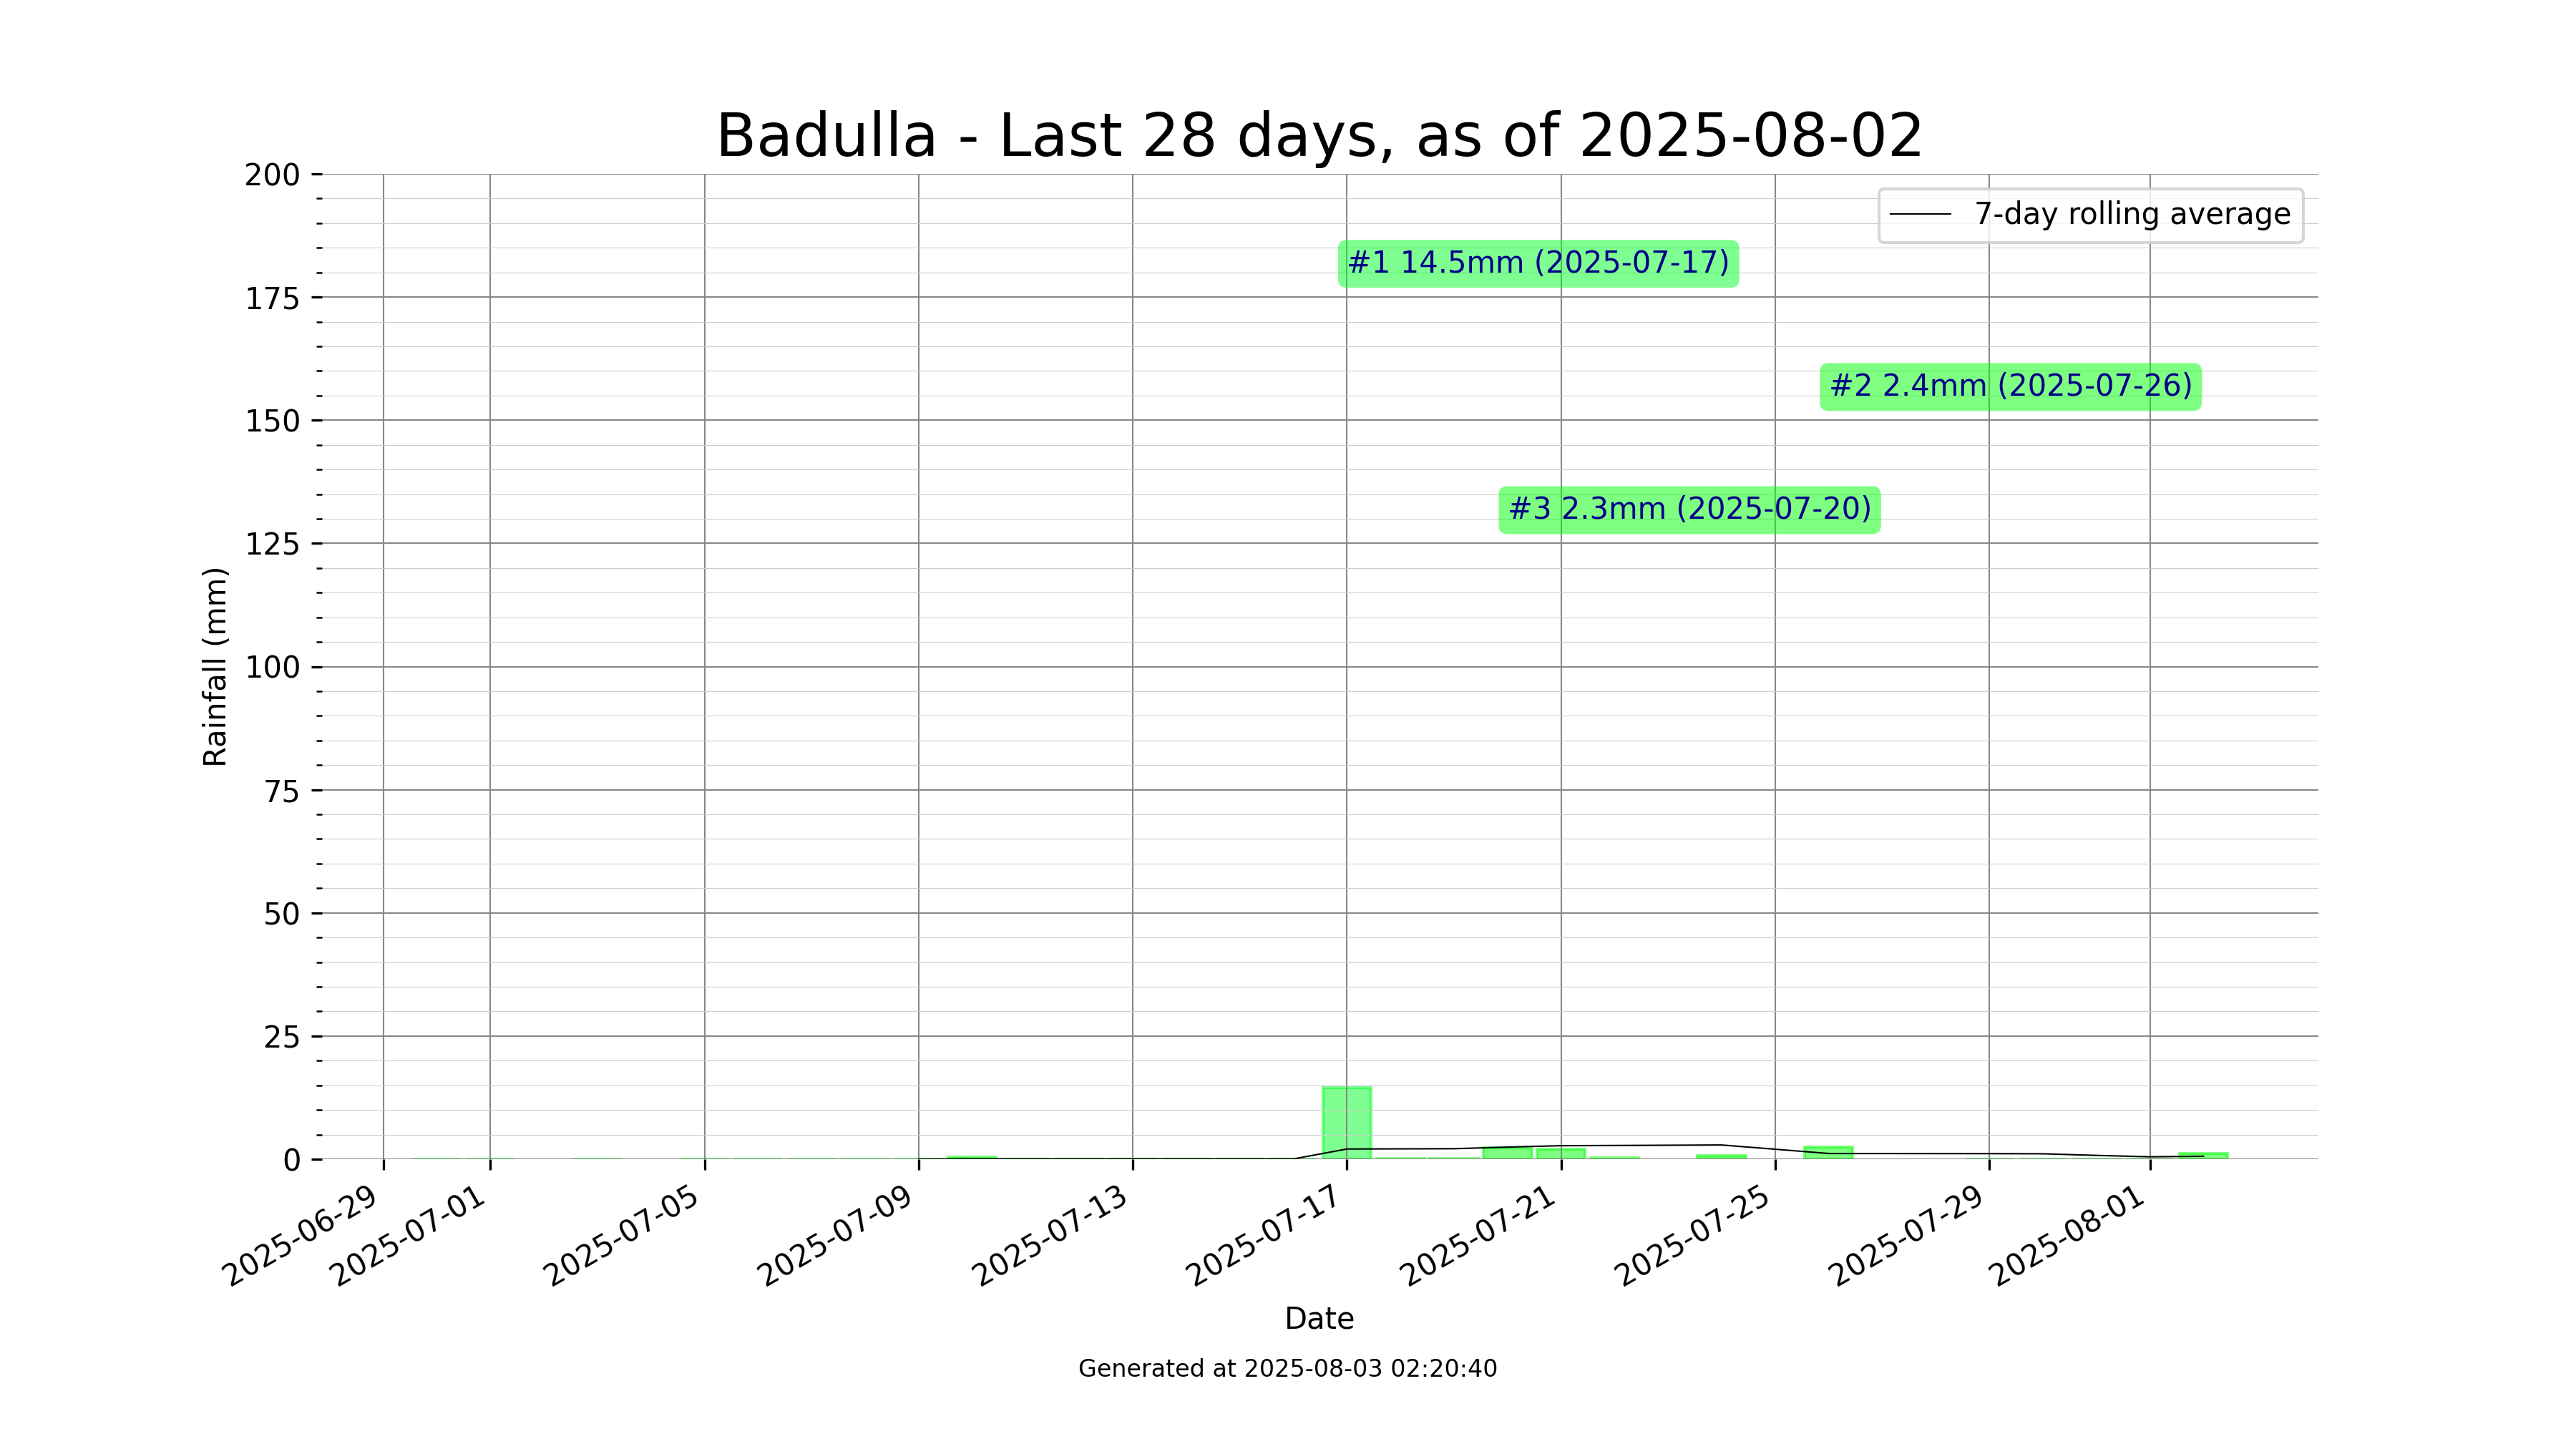 Badulla - Last 28 days, as of 2025-08-02
7-day rolling average
#1 14.5mm (2025-07-17)
#2 2.4mm (2025-07-26)
#3 2.3mm (2025-07-20)
Rainfall (mm)
200
175
150
125
100
75
50
25
0
2025-06-29
2025-07-01
2025-07-05
2025-07-09
2025-07-13
2025-07-17
2025-07-21
2025-07-25
2025-07-29
2025-08-01
Date
Generated at 2025-08-03 02:20:40